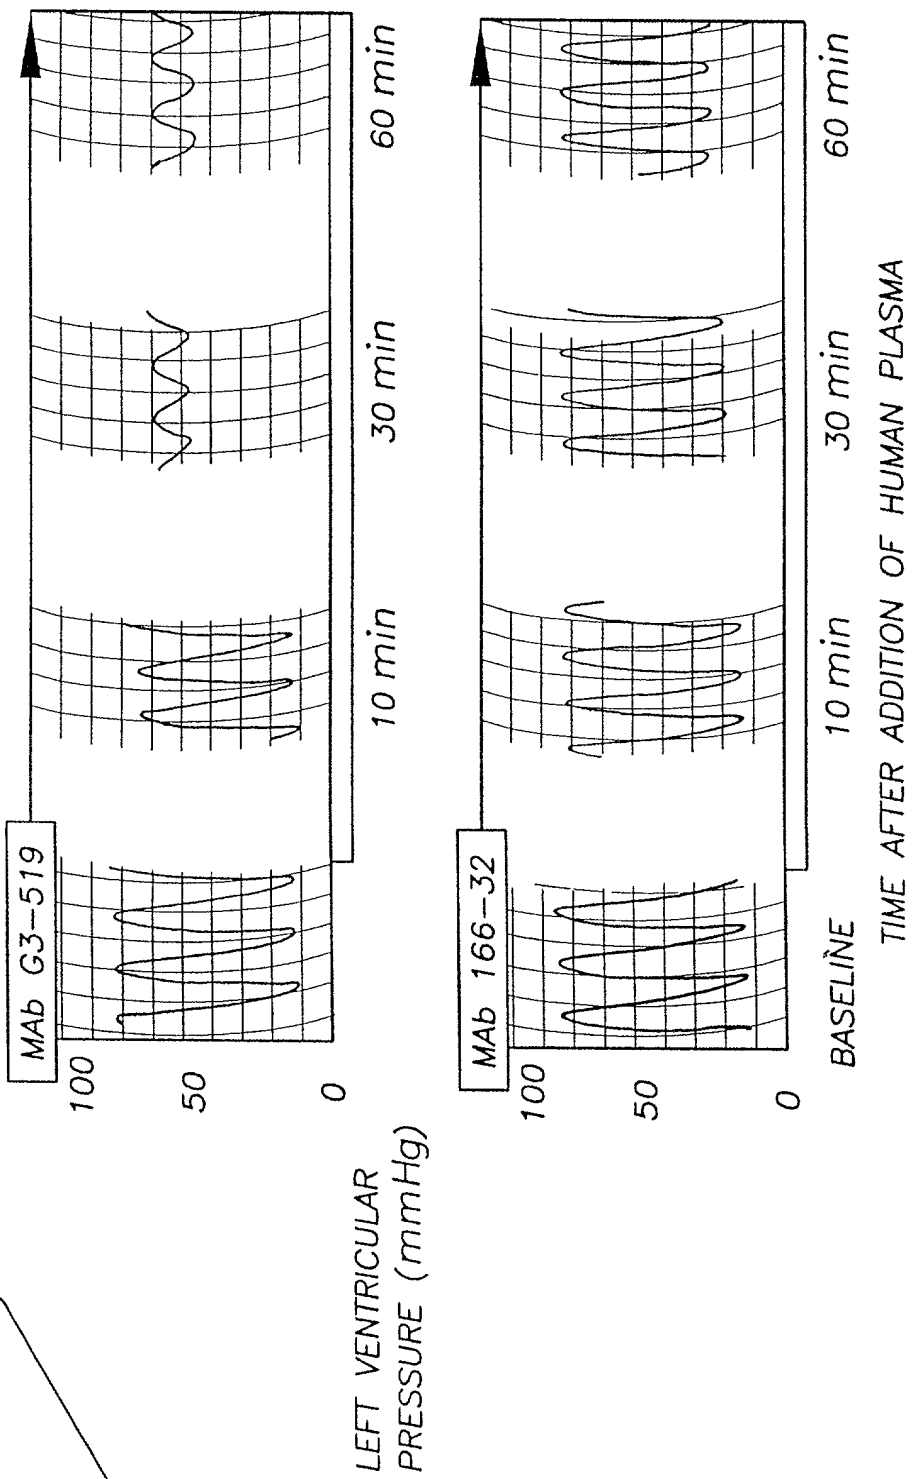 MAb G3-519
100
50
0
10 min
30 min
60 min
LEFT VENTRICULAR
PRESSURE (mmHg)
MAb 166-32
100
50
0
BASELINE
10 min
30 min
60 min
TIME AFTER ADDITION OF HUMAN PLASMA